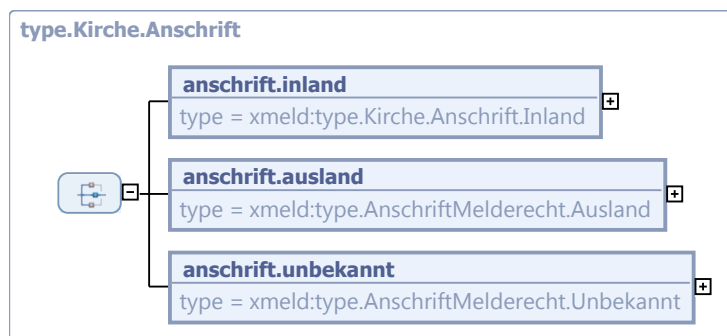 type.Kirche.Anschrift
anschrift.inland
type = xmeld:type.Kirche.Anschrift.Inland
anschrift.ausland
type = xmeld:type.AnschriftMelderecht.Ausland
anschrift.unbekannt
type = xmeld:type.AnschriftMelderecht.Unbekannt